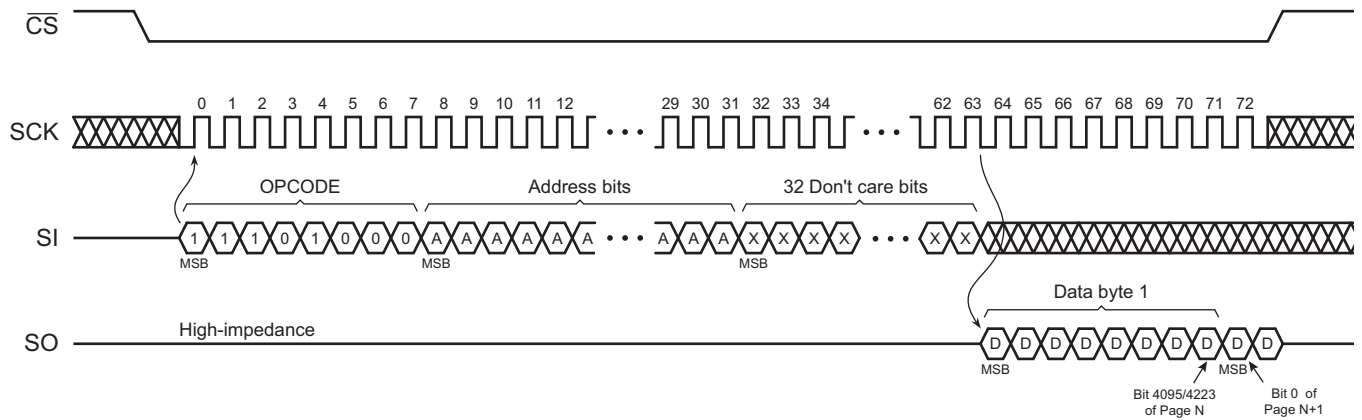 CS
0 1 2 3 4 5 6 7 8 9 10 11 12 29 30 31 32 33 34 62 63 64 65 66 67 68 69 70 71 72
SCK
OPCODE Address bits 32 Don't care bits
SI 1 1 1 0 1 0 0 0 A A A A A A A A A X X X X X X
MSB MSB MSB
Data byte 1
High-impedance
SO D D D D D D D D D D
MSB MSB
Bit 4095/4223
of Page N
Bit 0 of
Page N+1